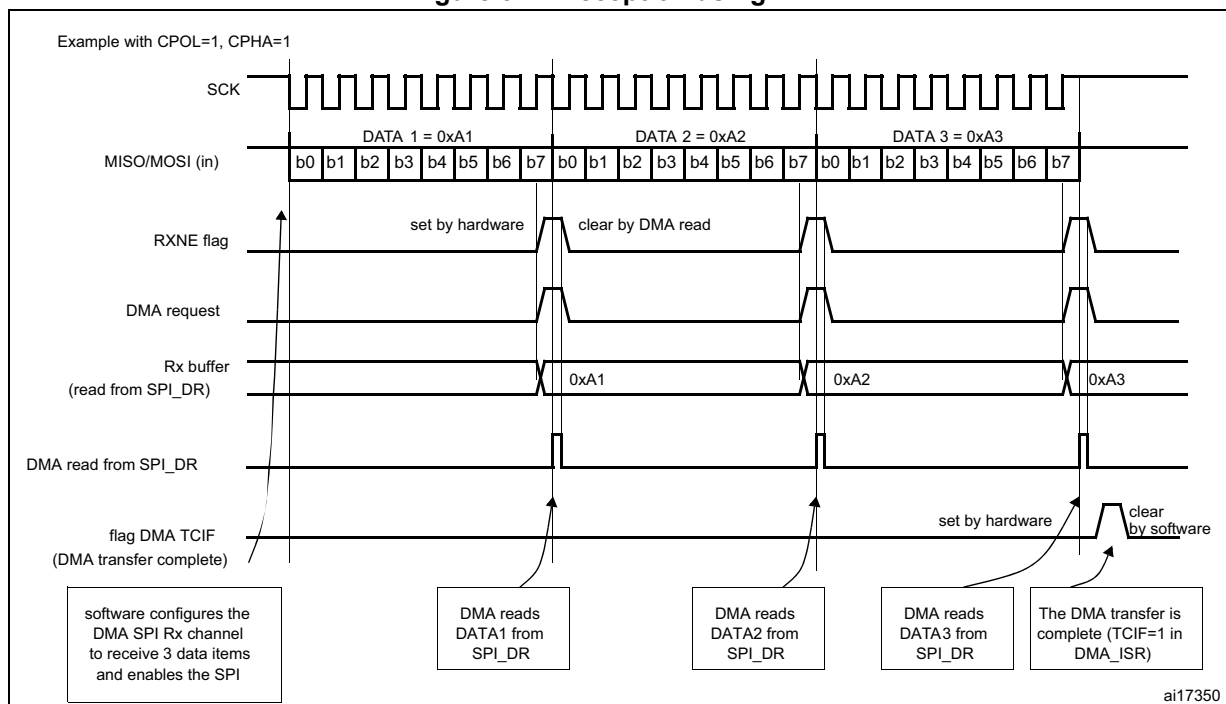 Example with CPOL=1, CPHA=1
SCK
DATA 1 = 0xA1
DATA 2 = 0xA2
DATA 3 = 0xA3
MISO/MOSI (in)
b0 b1 b2 b3 b4 b5 b6 b7 b0 b1 b2 b3 b4 b5 b6 b7 b0 b1 b2 b3 b4 b5 b6 b7
set by hardware
clear by DMA read
RXNE flag
DMA request
Rx buffer
(read from SPI_DR)
0xA1
0xA2
0xA3
DMA read from SPI_DR
flag DMA TCIF
(DMA transfer complete)
set by hardware
clear
by software
software configures the
DMA SPI Rx channel
to receive 3 data items
and enables the SPI
DMA reads
DATA1 from
SPI_DR
DMA reads
DATA2 from
SPI_DR
DMA reads
DATA3 from
SPI_DR
The DMA transfer is
complete (TCIF=1 in
DMA_ISR)
ai17350